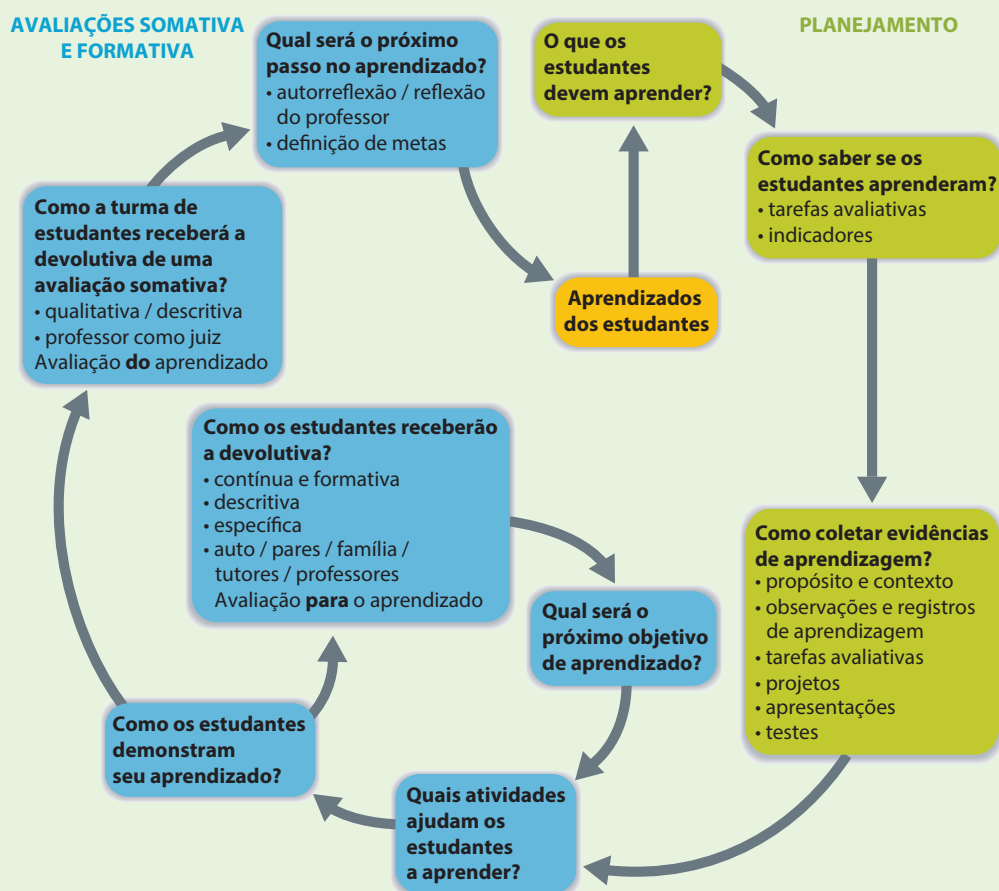 AVALIAÇÕES SOMATIVA
E FORMATIVA
PLANEJAMENTO
Qual será o próximo
passo no aprendizado?
• autorreflexão / reflexão
do professor
• definição de metas
O que os
estudantes
devem aprender?
Como saber se os
estudantes aprenderam?
• tarefas avaliativas
• indicadores
Como a turma de
estudantes receberá a
devolutiva de uma
avaliação somativa?
• qualitativa / descritiva
• professor como juiz
Avaliação do aprendizado
Aprendizados
dos estudantes
Como os estudantes receberão
a devolutiva?
• contínua e formativa
• descritiva
• específica
• auto / pares / família /
tutores / professores
Avaliação para o aprendizado
Como coletar evidências
de aprendizagem?
• propósito e contexto
• observações e registros
de aprendizagem
• tarefas avaliativas
• projetos
• apresentações
• testes
Qual será o
próximo objetivo
de aprendizado?
Como os estudantes
demonstram
seu aprendizado?
Quais atividades
ajudam os
estudantes
a aprender?